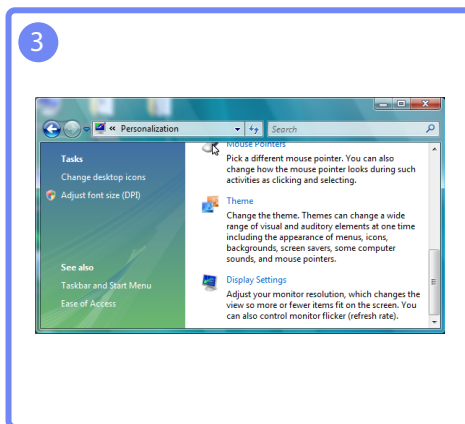 3
« Personalization
Search
Tasks
Change desktop icons
Adjust font size (DPI)
See also
Taskbar and Start Menu
Ease of Access
Mouse Pointers
Pick a different mouse pointer. You can also
change how the mouse pointer looks during such
activities as clicking and selecting.
Theme
Change the theme. Themes can change a wide
range of visual and auditory elements at one time
including the appearance of menus, icons,
backgrounds, screen savers, some computer
sounds, and mouse pointers.
Display Settings
Adjust your monitor resolution, which changes the
view so more or fewer items fit on the screen. You
can also control monitor flicker (refresh rate).